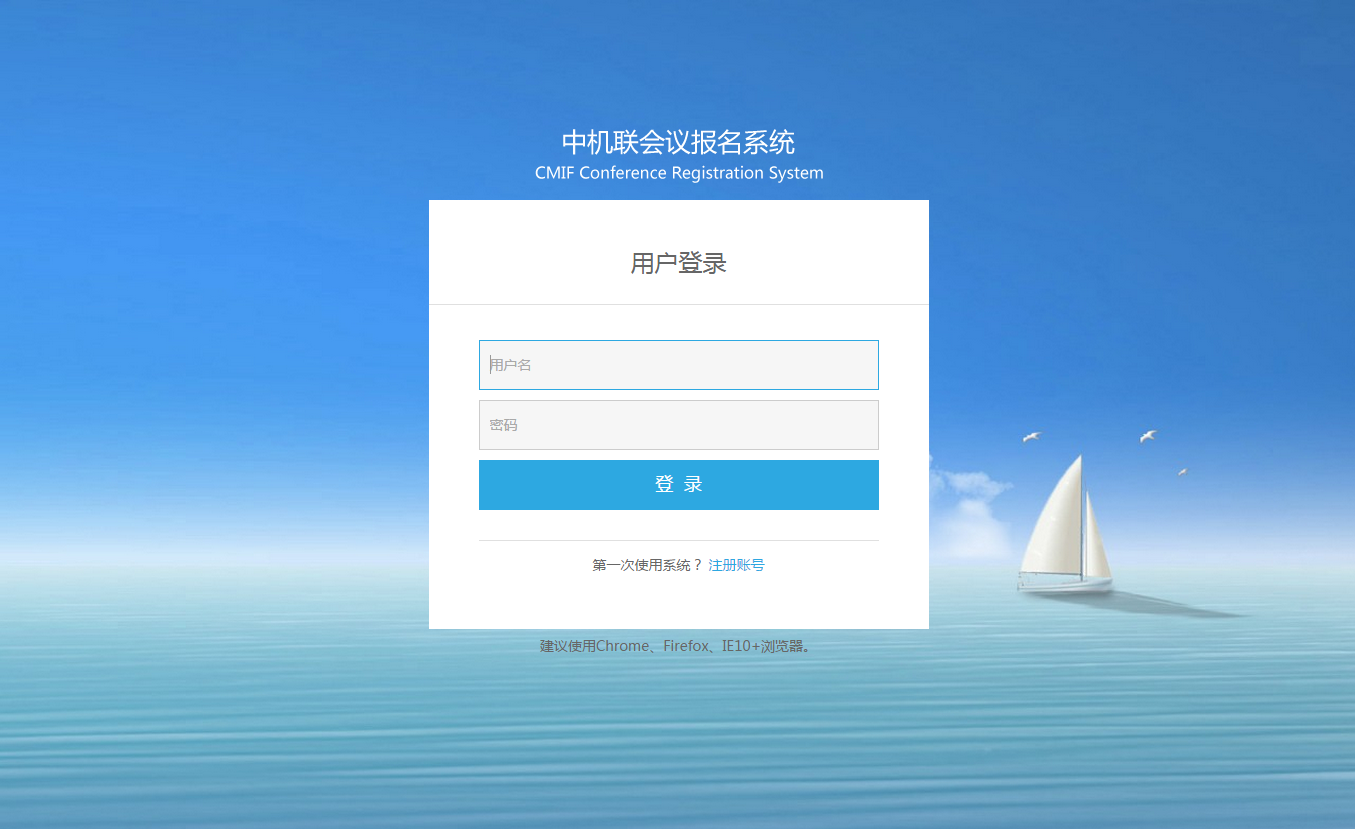 中机联会议报名系统
CMIF Conference Registration System
用户登录
用户名
密码
登 录
第一次使用系统？ 注册账号
建议使用Chrome、Firefox、IE10+浏览器。